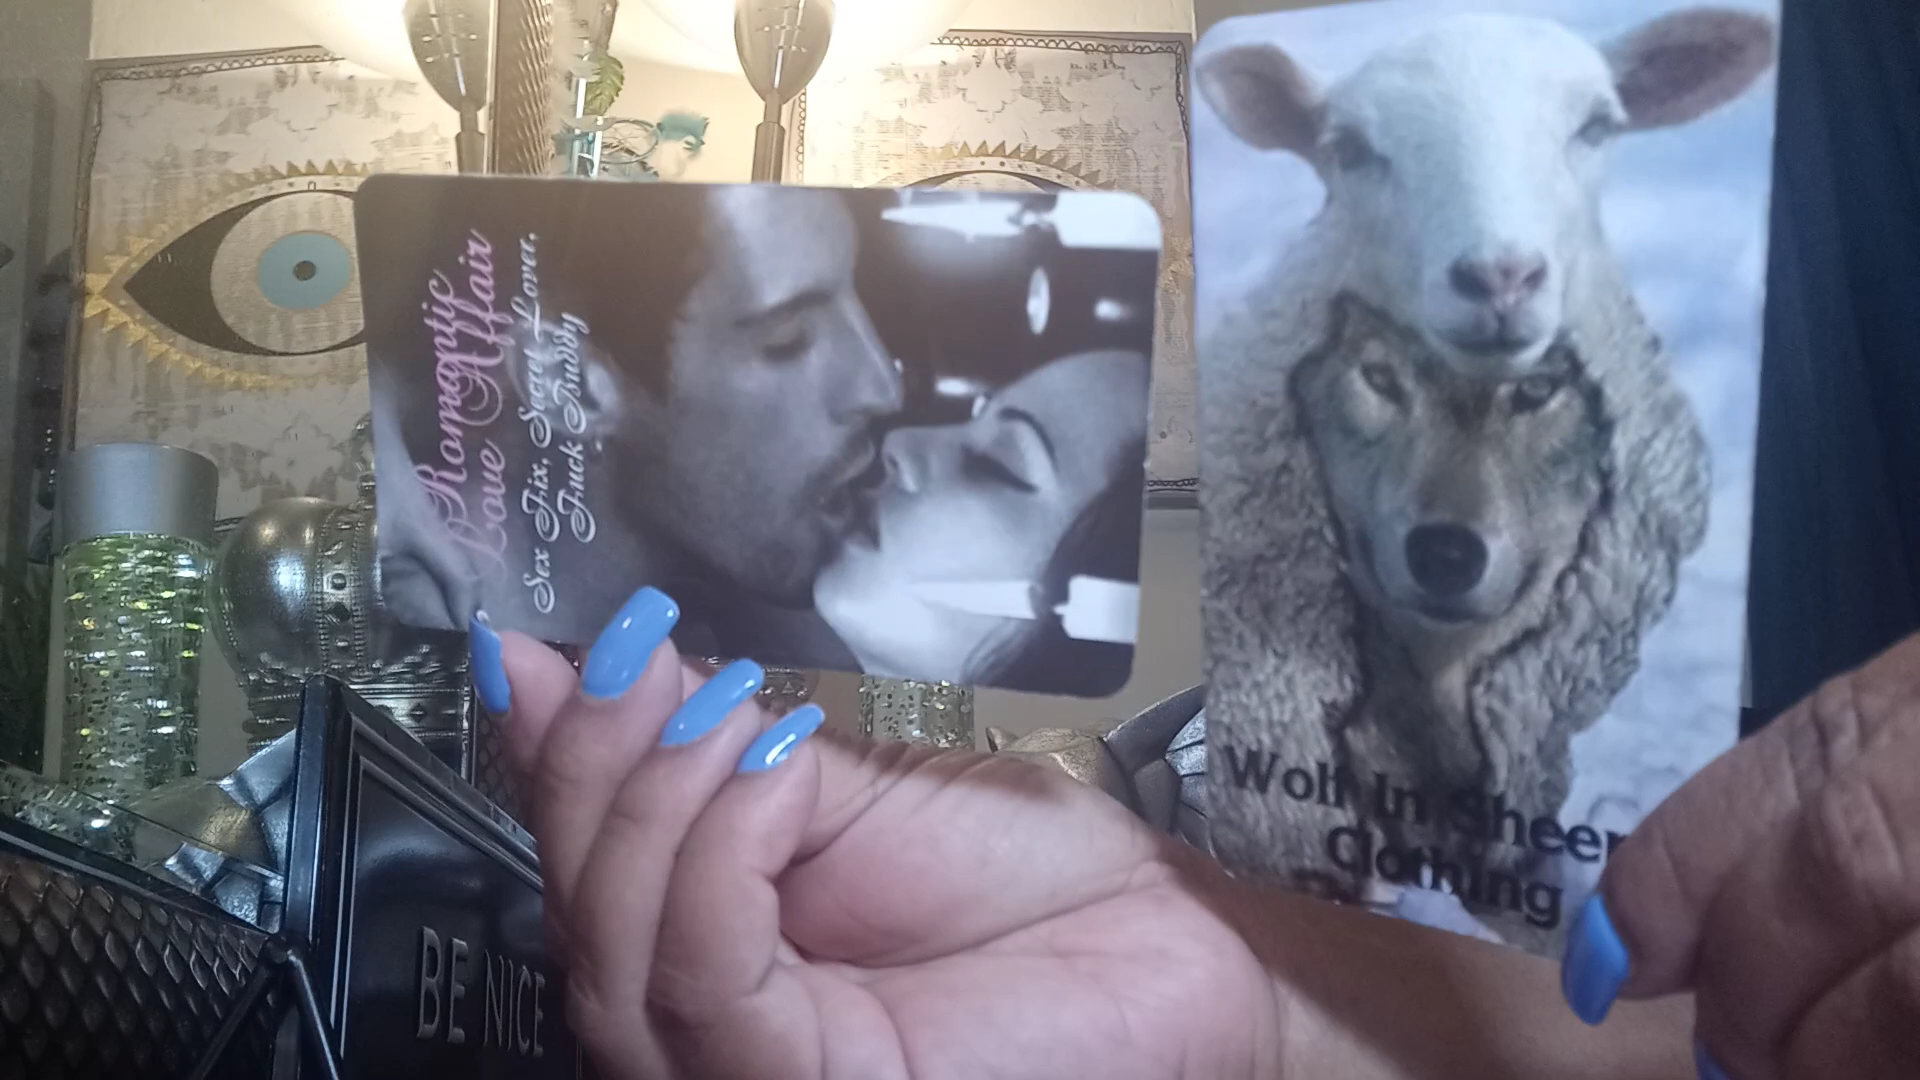 Romantic
Love Affair
Sex Fix, Secret Lover,
Fuck Buddy
Wolf In Sheep
Clothing
BE NICE